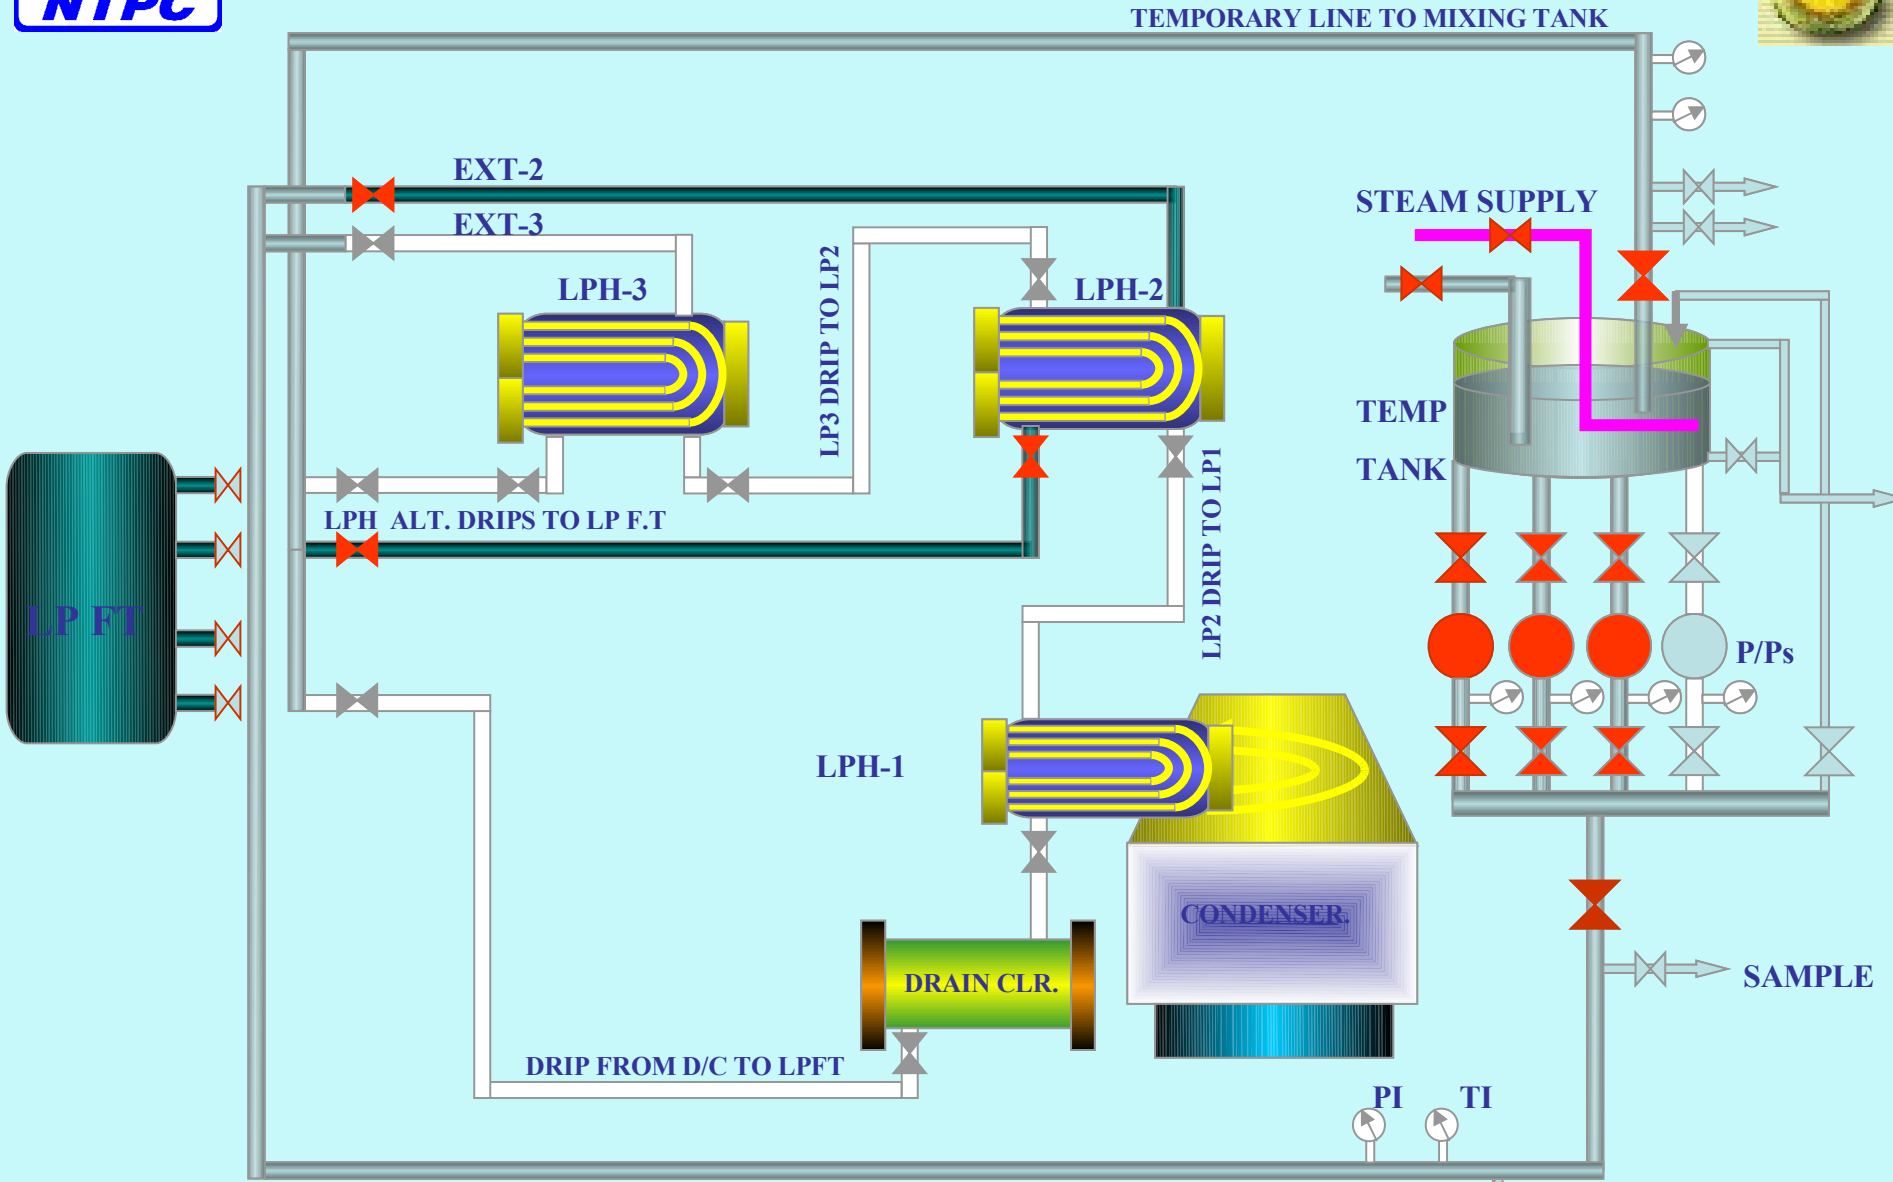 NTPC
TEMPORARY LINE TO MIXING TANK
EXT-2
EXT-3
STEAM SUPPLY
LPH-3
LP3 DRIP TO LP2
LPH-2
TEMP
TANK
LPH ALT. DRIPS TO LP F.T
LP2 DRIP TO LP1
LP FT
P/Ps
LPH-1
CONDENSER.
DRAIN CLR.
SAMPLE
DRIP FROM D/C TO LPFT
PI
TI